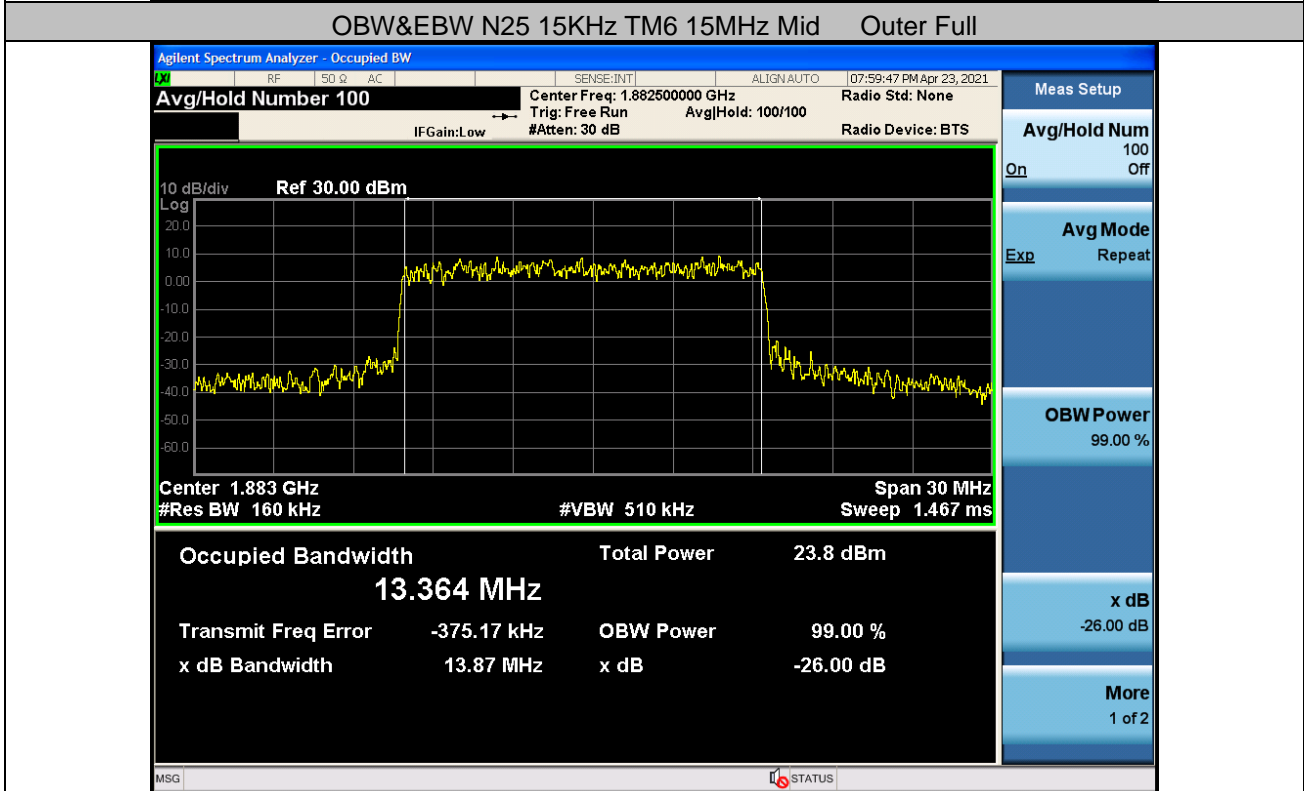 OBW&EBW N25 15KHz TM6 15MHz Mid Outer Full
Agilent Spectrum Analyzer - Occupied BW
LXI RF 50 Ω AC SENSE:INT ALIGN AUTO 07:59:47 PM Apr 23, 2021
Avg/Hold Number 100
Center Freq: 1.882500000 GHz
Radio Std: None
Trig: Free Run Avg|Hold: 100/100
IFGain:Low #Atten: 30 dB
Radio Device: BTS
10 dB/div Ref 30.00 dBm
Log
20.0
10.0
0.00
-10.0
-20.0
-30.0
-40.0
-50.0
-60.0
Center 1.883 GHz Span 30 MHz
#Res BW 160 kHz #VBW 510 kHz Sweep 1.467 ms
Occupied Bandwidth Total Power 23.8 dBm
13.364 MHz
Transmit Freq Error -375.17 kHz OBW Power 99.00 %
x dB Bandwidth 13.87 MHz x dB -26.00 dB
Meas Setup
Avg/Hold Num
100
On Off
Avg Mode
Exp Repeat
OBW Power
99.00 %
x dB
-26.00 dB
More
1 of 2
MSG STATUS